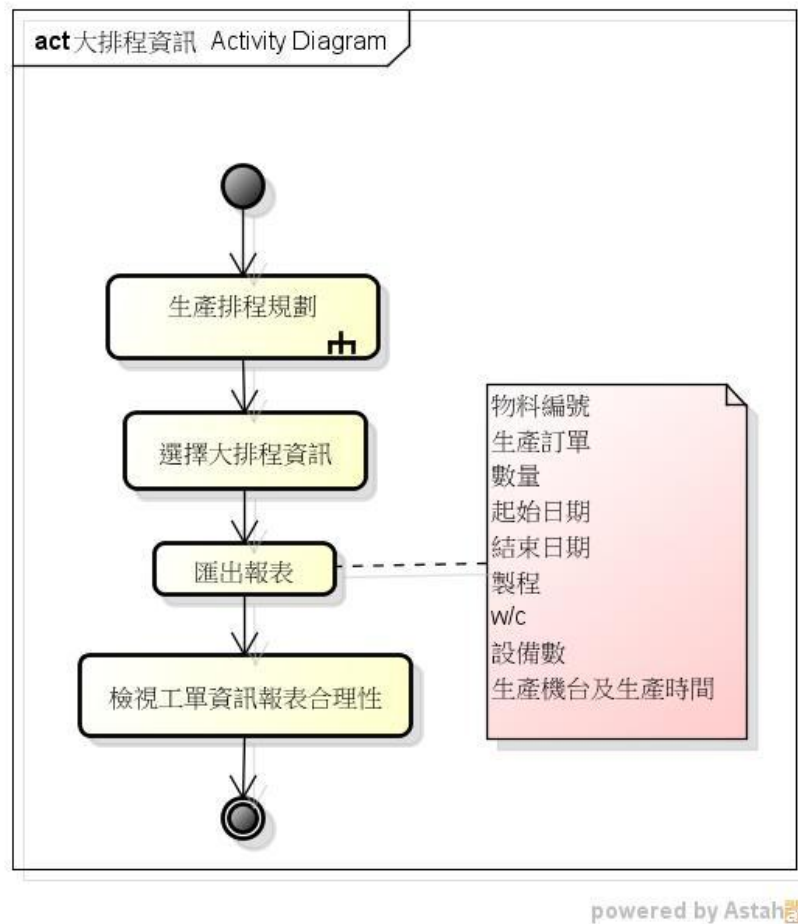 act 大排程資訊 Activity Diagram
生產排程規劃
選擇大排程資訊
匯出報表
檢視工單資訊報表合理性
物料編號
生產訂單
數量
起始日期
結束日期
製程
w/c
設備數
生產機台及生產時間
powered by Astah